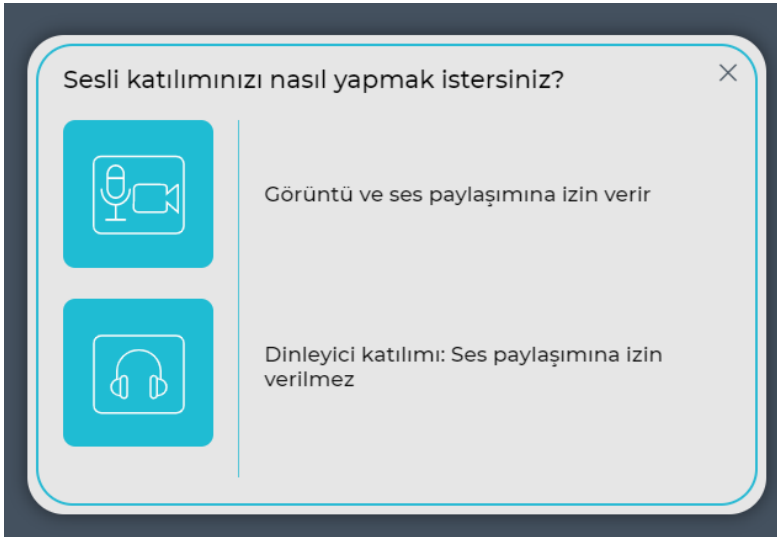 Sesli katılımınızı nasıl yapmak istersiniz?
Görüntü ve ses paylaşımına izin verir
Dinleyici katılımı: Ses paylaşımına izin
verilmez